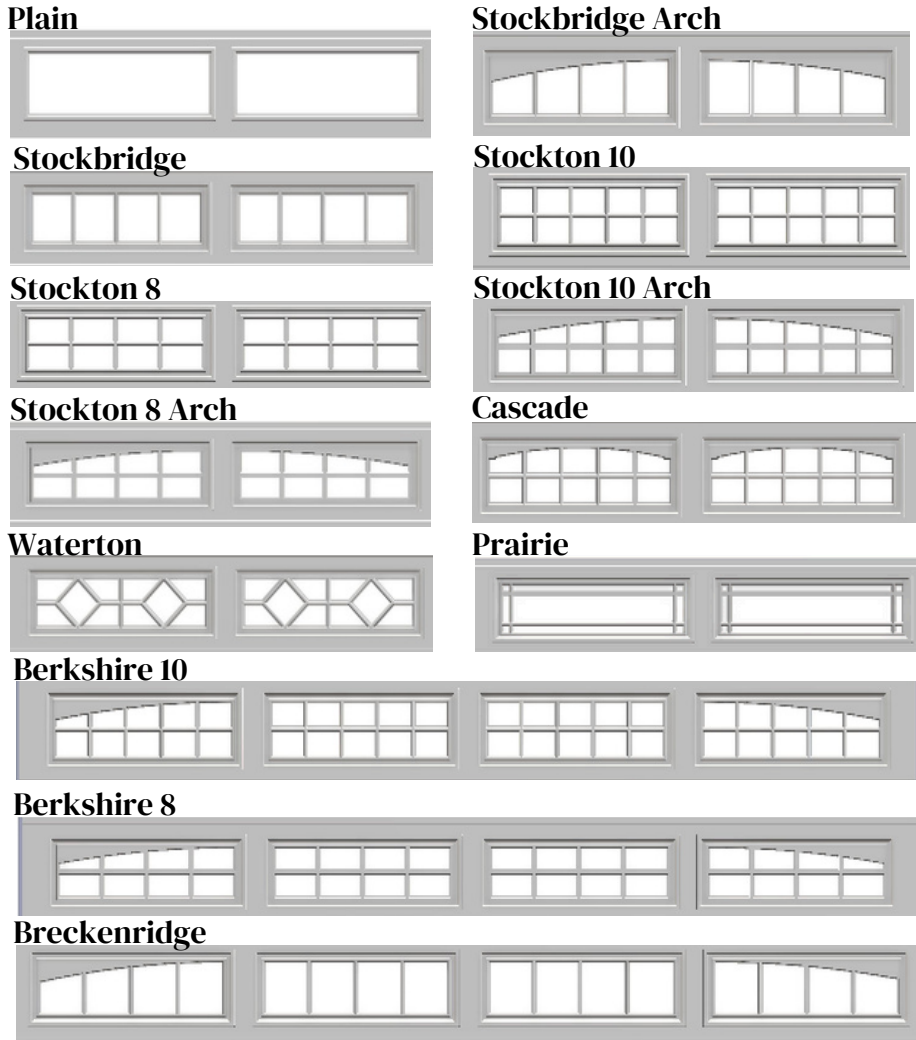 Plain
Stockbridge Arch
Stockbridge
Stockton 10
Stockton 8
Stockton 10 Arch
Stockton 8 Arch
Cascade
Waterton
Prairie
Berkshire 10
Berkshire 8
Breckenridge